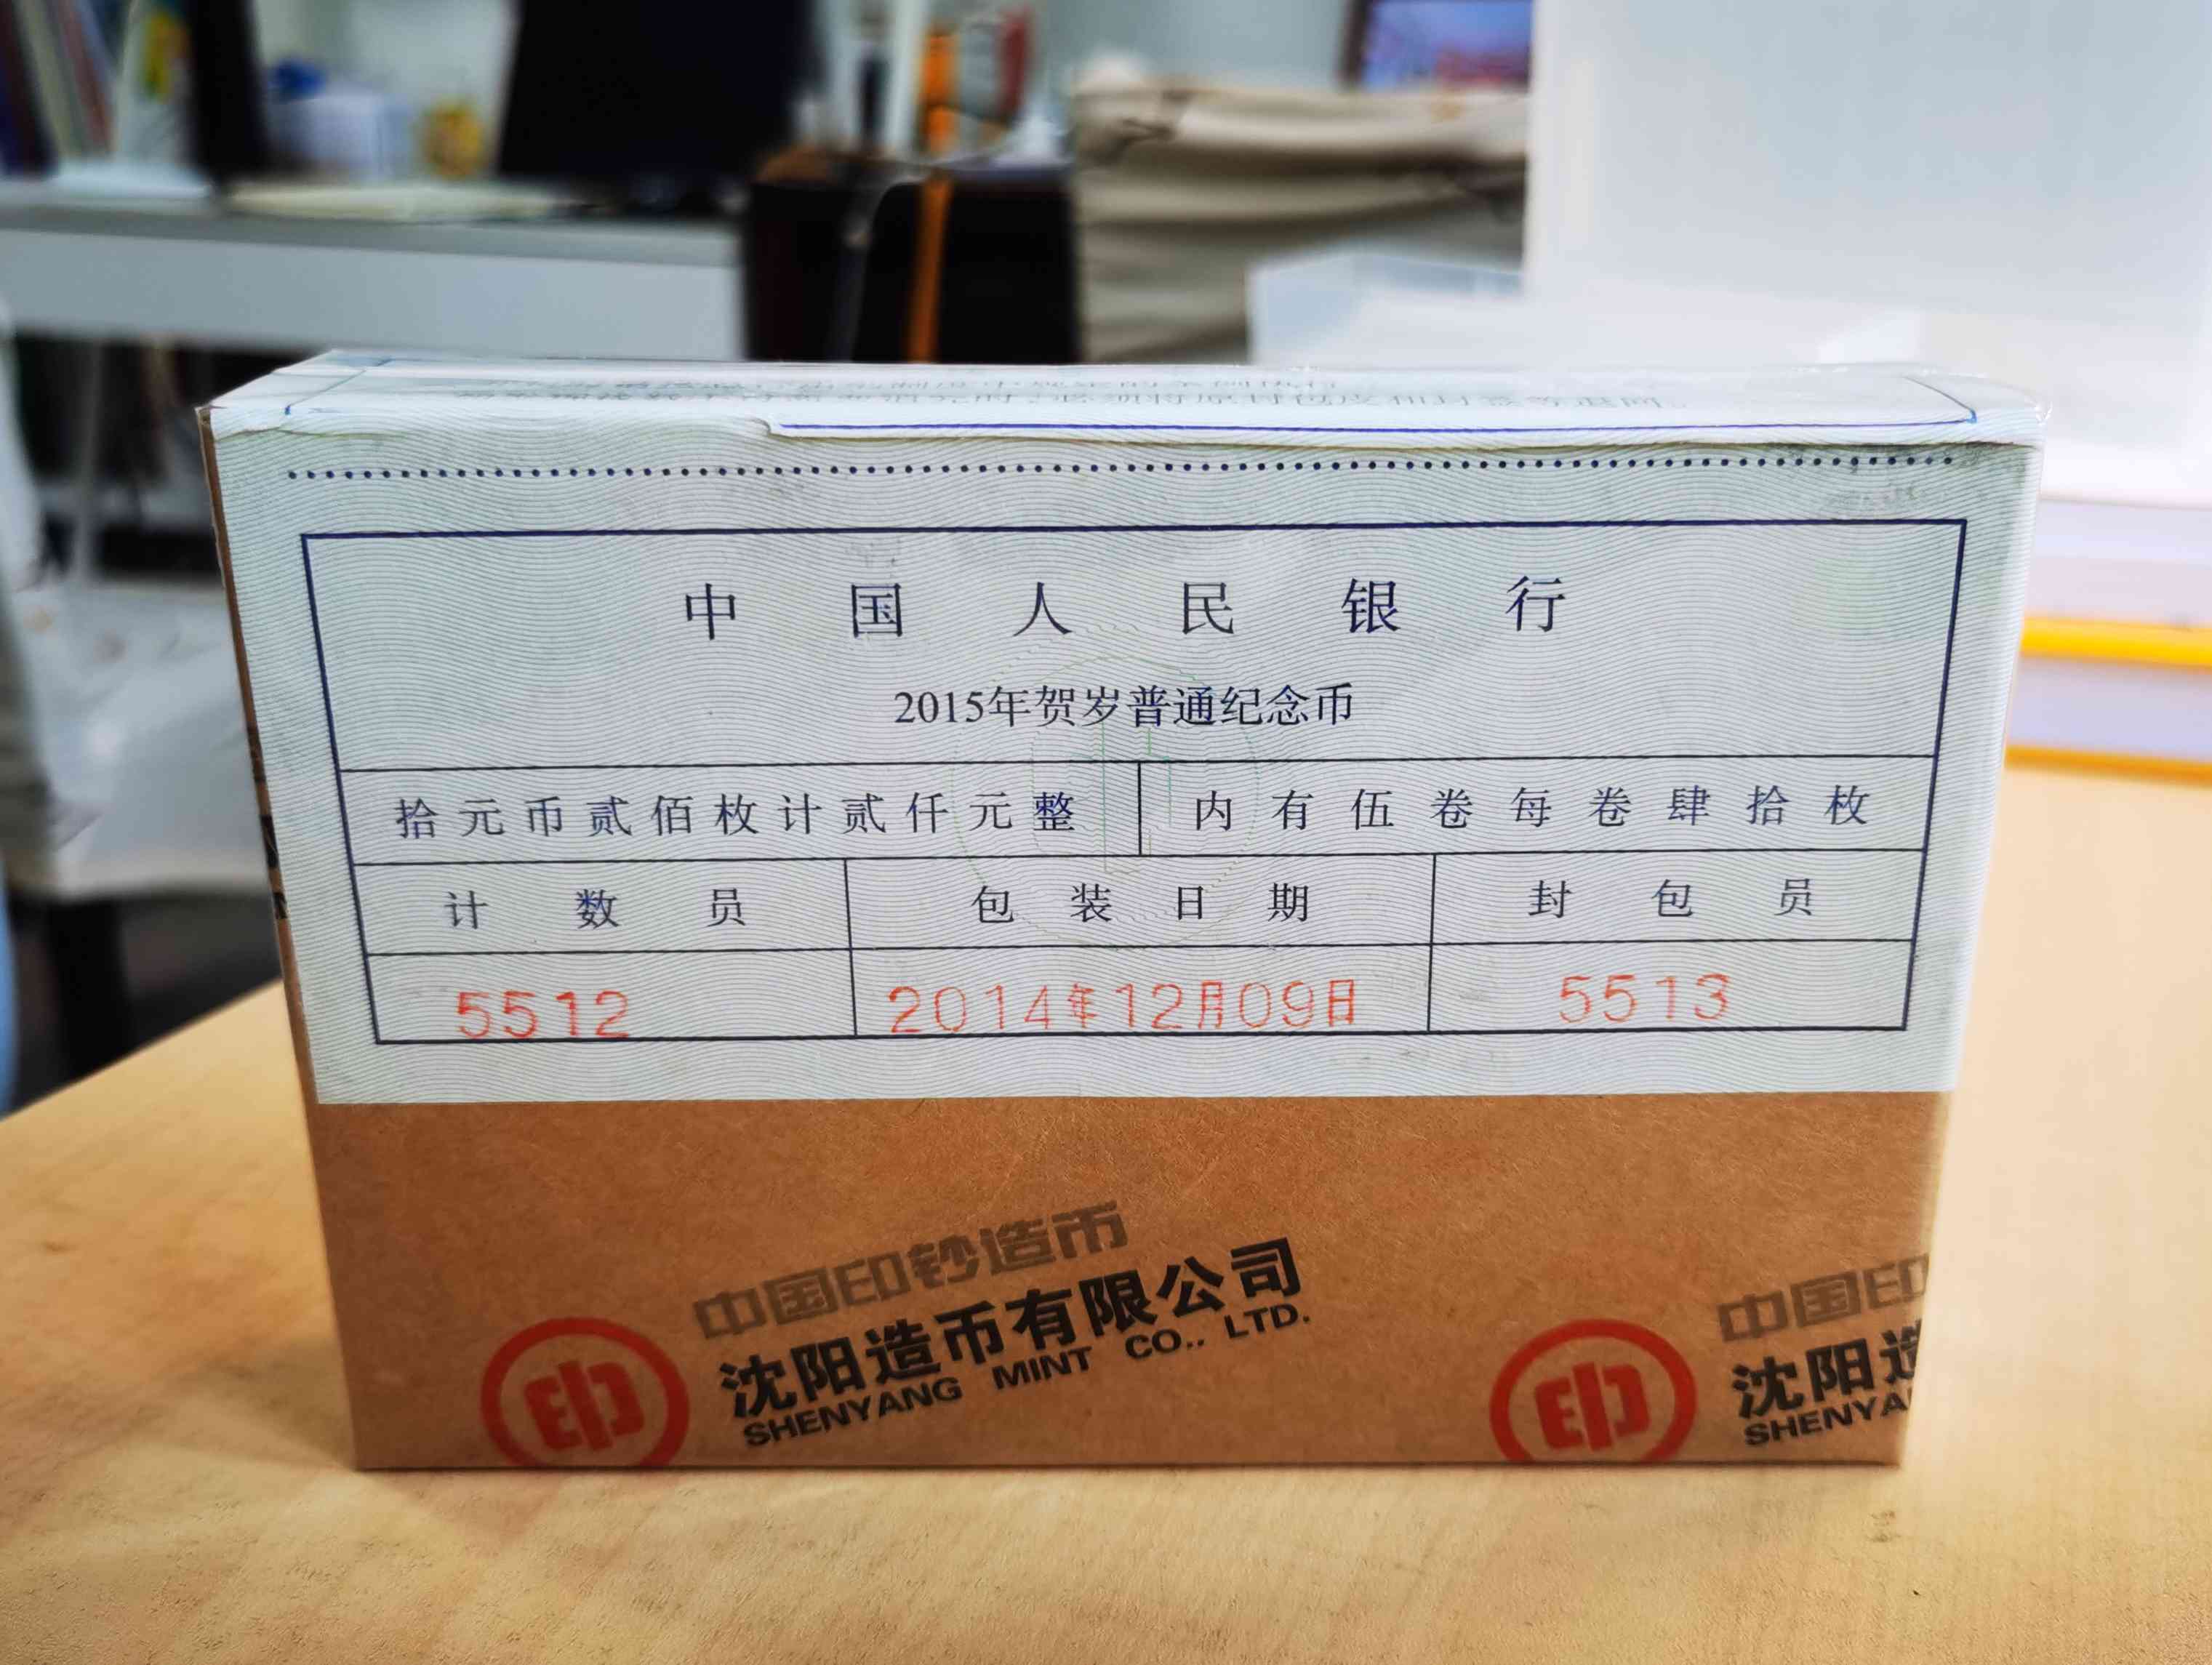 中国人民银行
2015年贺岁普通纪念币
拾元币贰佰枚计贰仟元整 内有伍卷每卷肆拾枚
计数员 包装日期 封包员
5512 2014年12月09日 5513
中国印钞造币
沈阳造币有限公司
SHENYANG MINT CO.. LTD.
印
中国印
沈阳造
SHENYA
印